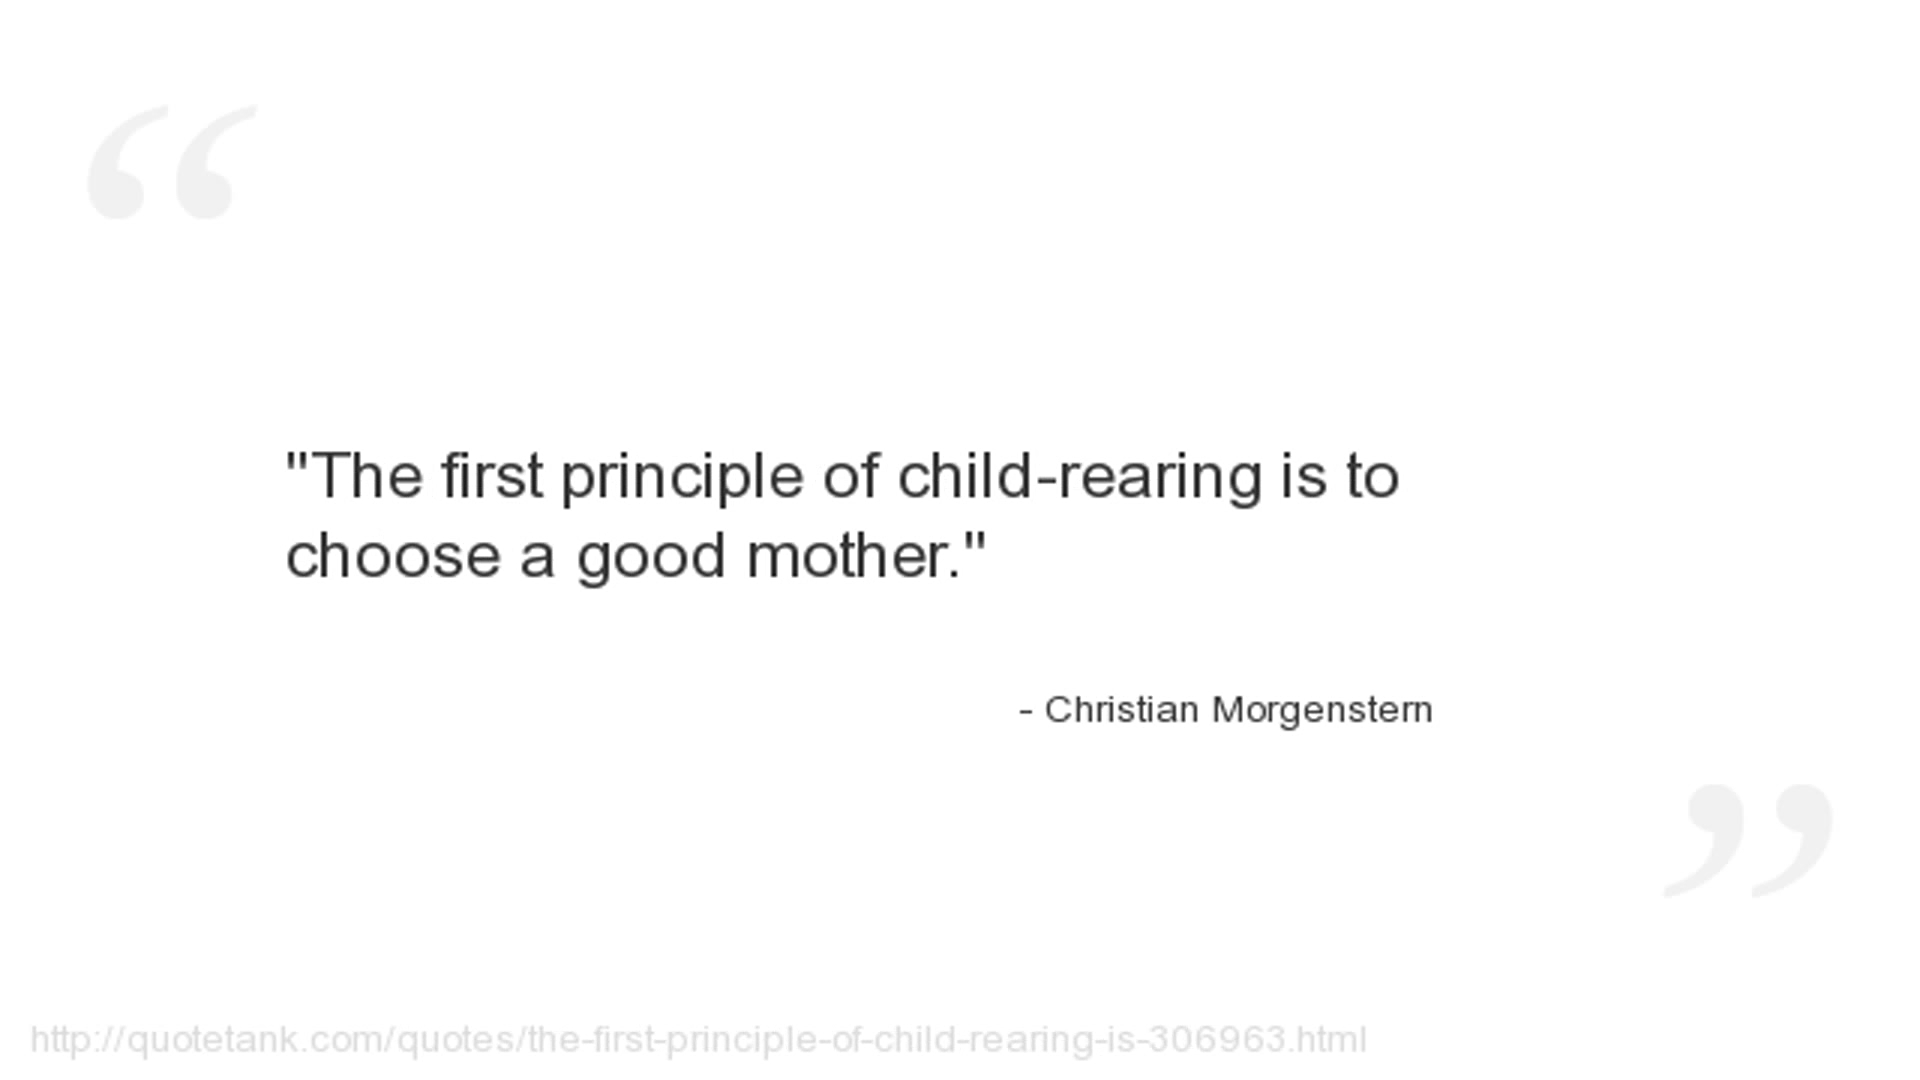 "The first principle of child-rearing is to
choose a good mother."
- Christian Morgenstern
http://quotetank.com/quotes/the-first-principle-of-child-rearing-is-306963.html